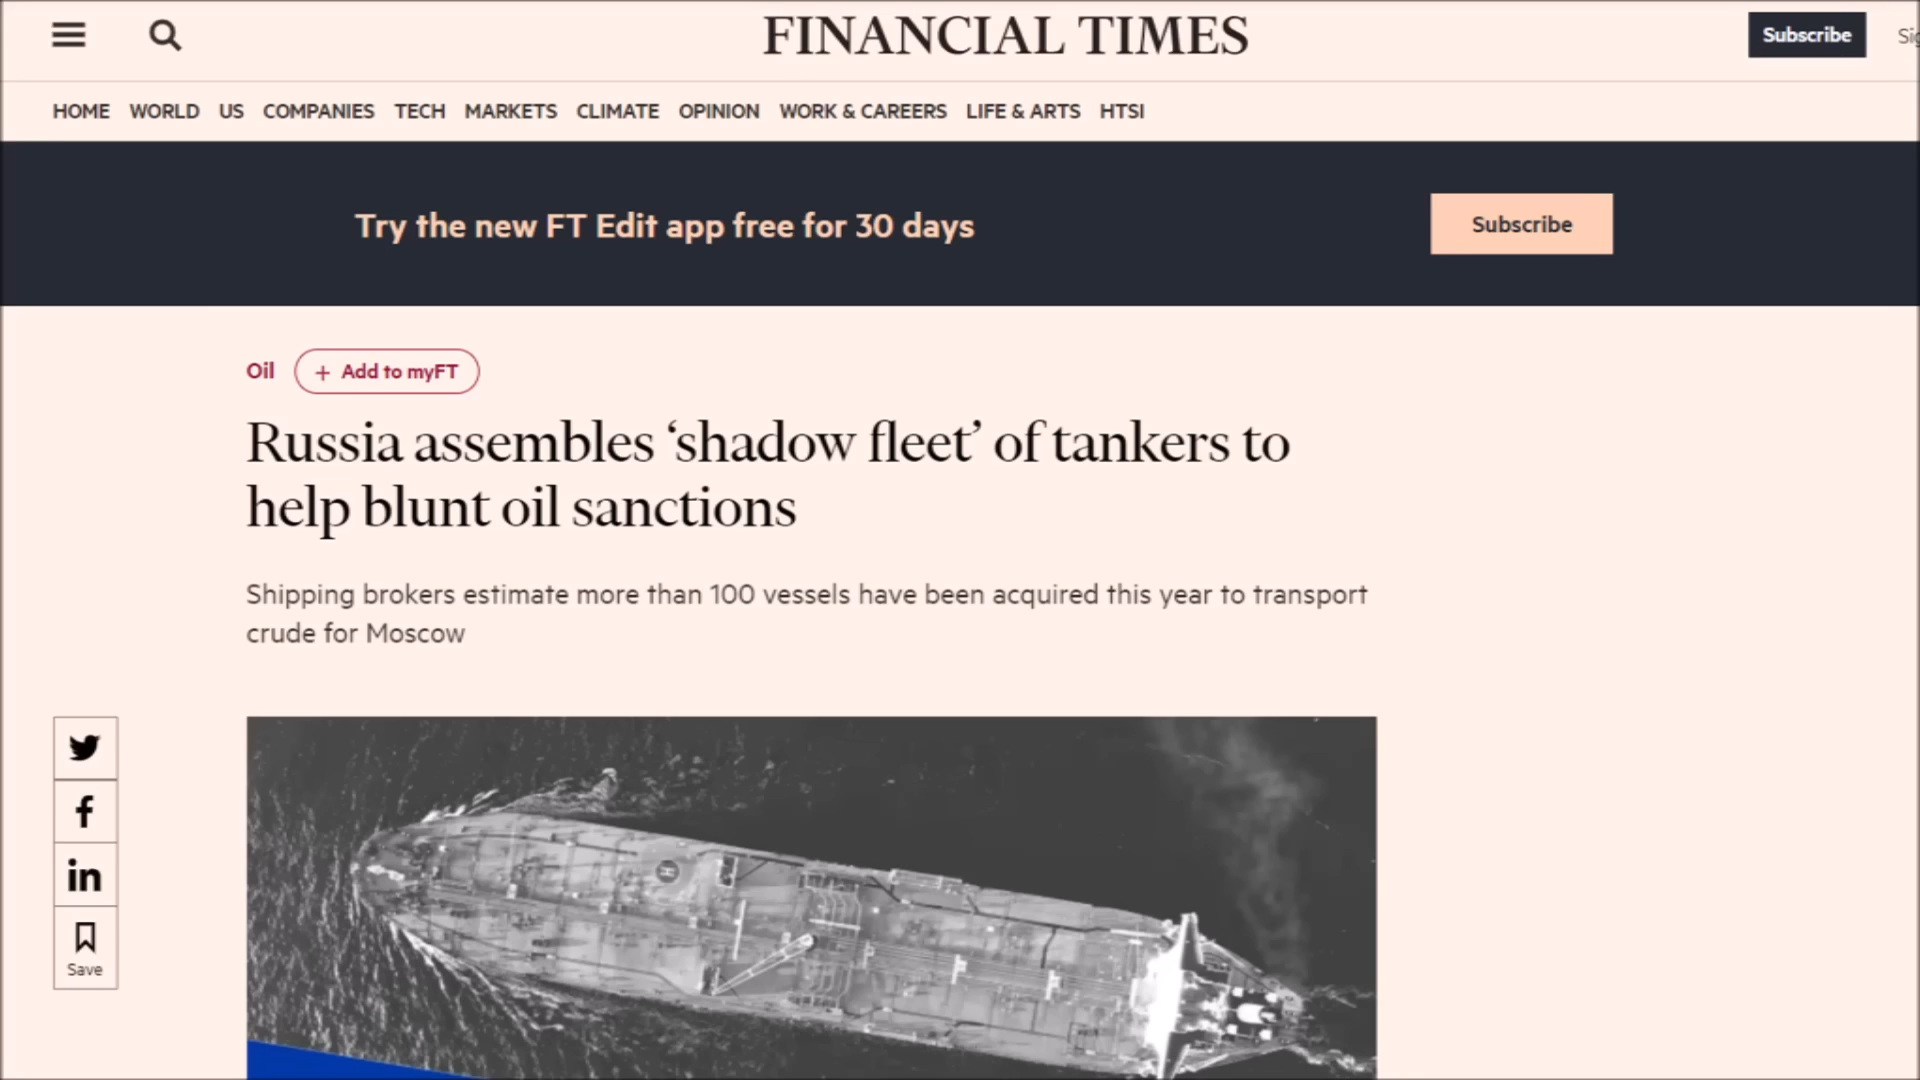 FINANCIAL TIMES
Subscribe
HOME WORLD US COMPANIES TECH MARKETS CLIMATE OPINION WORK & CAREERS LIFE & ARTS HTSI
Try the new FT Edit app free for 30 days
Subscribe
Oil
+ Add to myFT
Russia assembles ‘shadow fleet’ of tankers to
help blunt oil sanctions
Shipping brokers estimate more than 100 vessels have been acquired this year to transport
crude for Moscow
Save